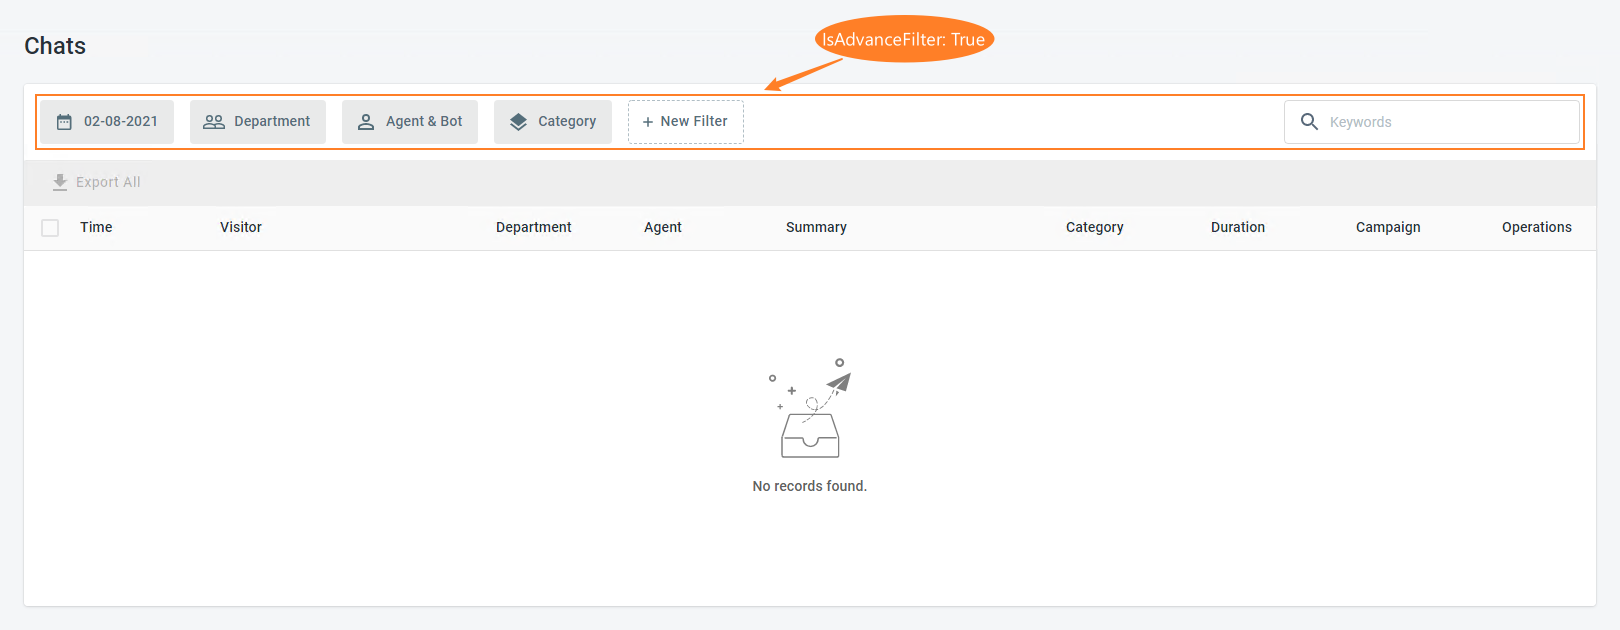 IsAdvanceFilter: True
Chats
02-08-2021 Department Agent & Bot Category + New Filter Keywords
Export All
Time Visitor Department Agent Summary Category Duration Campaign Operations
No records found.